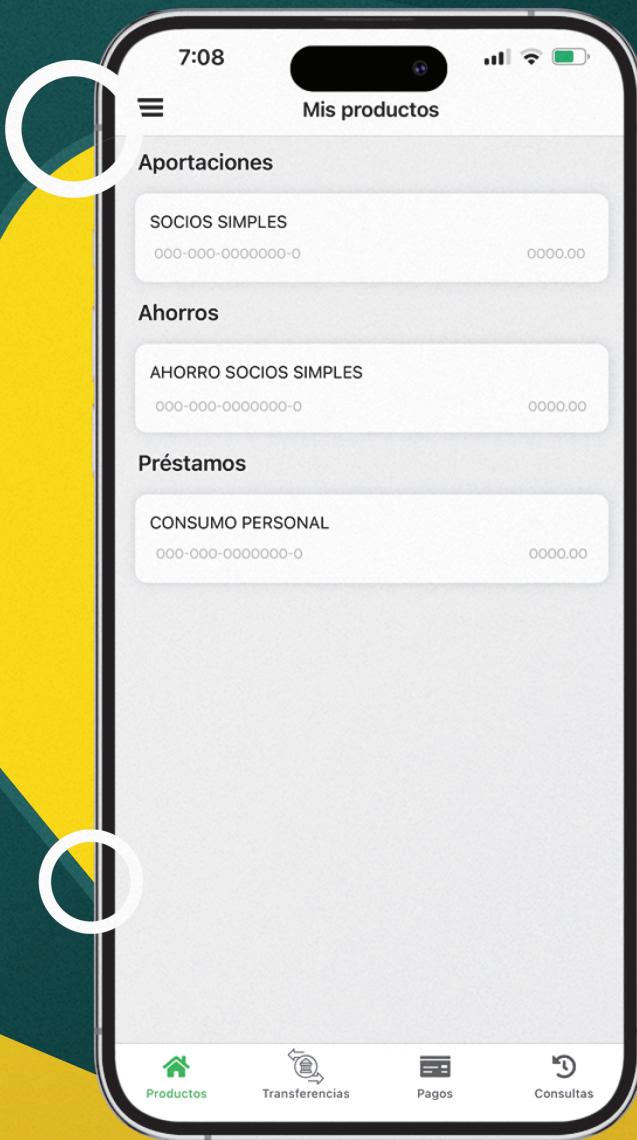 7:08
Mis productos
Aportaciones
SOCIOS SIMPLES
000-000-0000000-0 0000.00
Ahorros
AHORRO SOCIOS SIMPLES
000-000-0000000-0 0000.00
Préstamos
CONSUMO PERSONAL
000-000-0000000-0 0000.00
Productos Transferencias Pagos Consultas